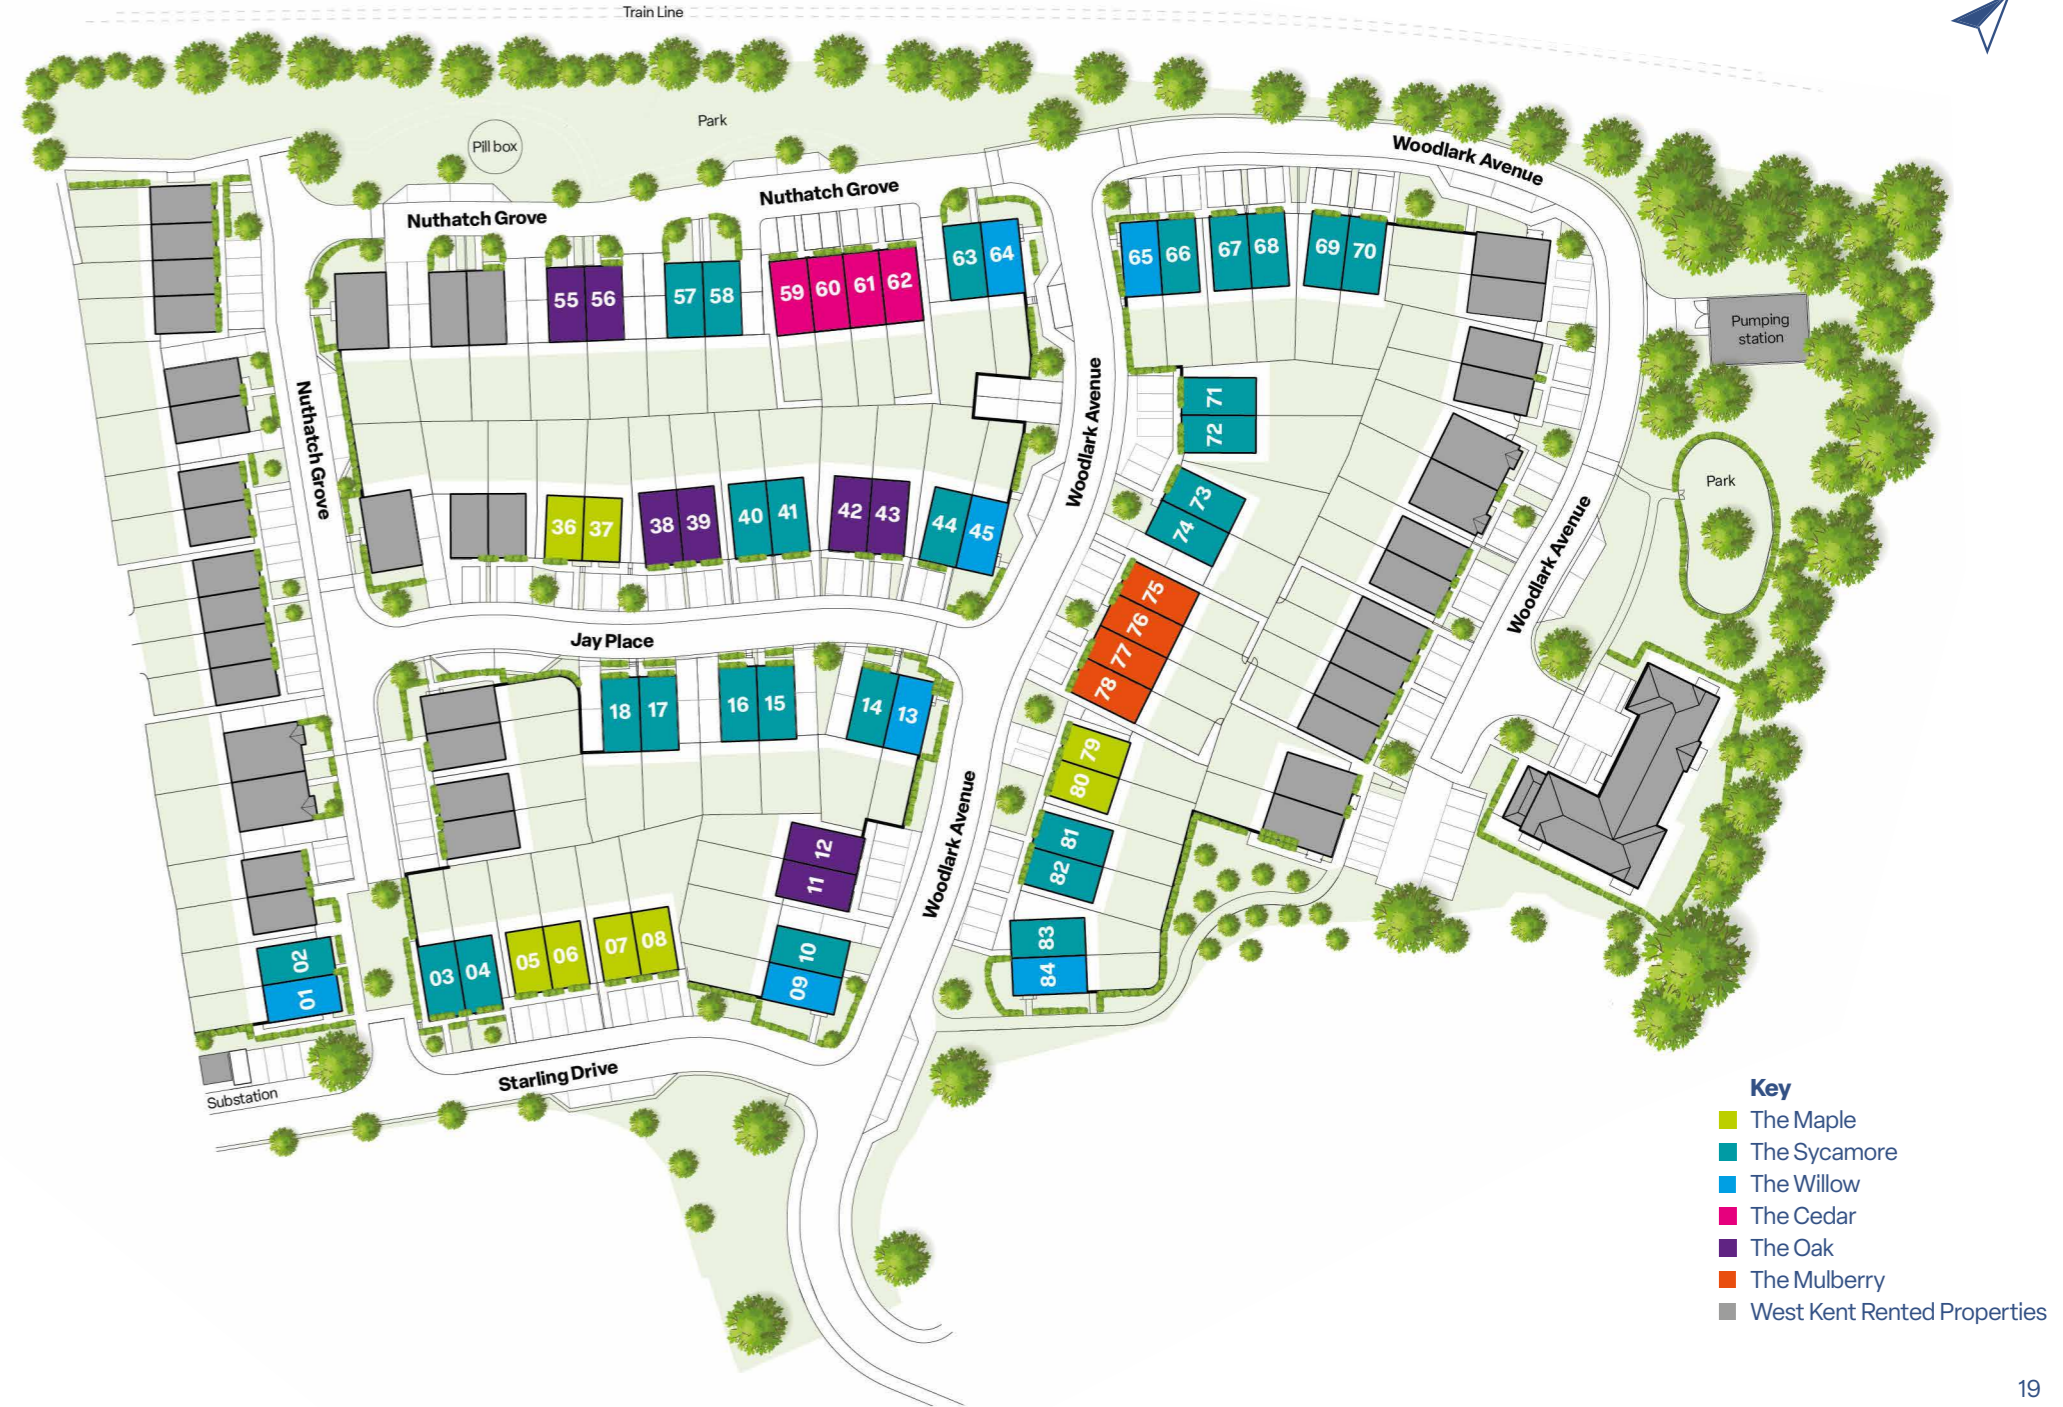 Train Line
Park
Pill box
Woodlark Avenue
Nuthatch Grove
Nuthatch Grove
63 64
65 66
67 68
69 70
55 56
57 58
59 60 61 62
Pumping
station
Nuthatch Grove
Woodlark Avenue
71
72
73
74
Park
36 37
38 39
40 41
42 43
44 45
Woodlark Avenue
75
76
77
78
Jay Place
18 17
16 15
14 13
79
80
12
11
81
82
Woodlark Avenue
02
01
03 04
05 06
07 08
10
09
83
84
Starling Drive
Substation
Key
The Maple
The Sycamore
The Willow
The Cedar
The Oak
The Mulberry
West Kent Rented Properties
19